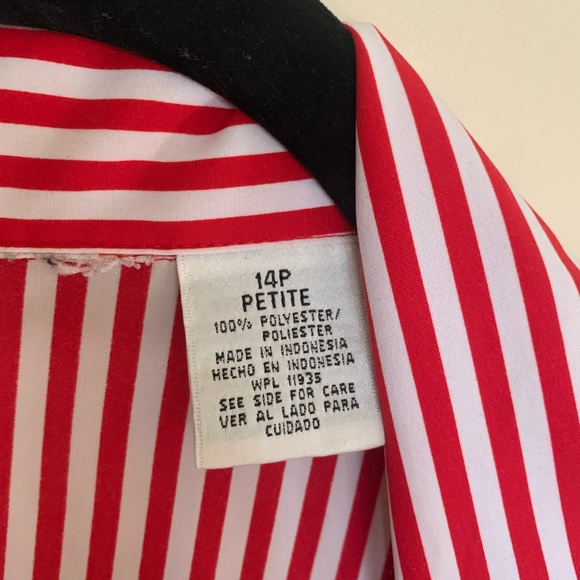 14P
PETITE
100% POLYESTER/
POLIESTER
MADE IN INDONESIA
HECHO EN INDONESIA
WPL 11935
SEE SIDE FOR CARE
VER AL LADO PARA
CUIDADO